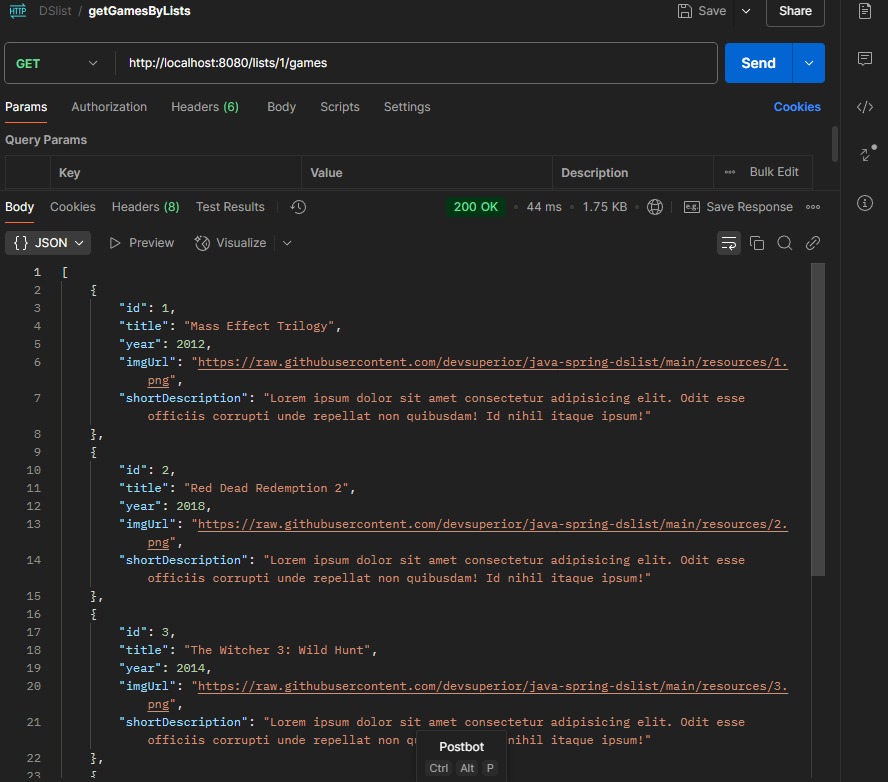 HTTP DSlist / getGamesByLists Save Share
GET http://localhost:8080/lists/1/games Send
Params Authorization Headers (6) Body Scripts Settings Cookies
Query Params
Key Value Description Bulk Edit
Body Cookies Headers (8) Test Results 200 OK 44 ms 1.75 KB e.g. Save Response
{} JSON Preview Visualize
1 [
2 {
3 "id": 1,
4 "title": "Mass Effect Trilogy",
5 "year": 2012,
6 "imgUrl": "https://raw.githubusercontent.com/devsuperior/java-spring-dslist/main/resources/1.
png",
7 "shortDescription": "Lorem ipsum dolor sit amet consectetur adipisicing elit. Odit esse
officiis corrupti unde repellat non quibusdam! Id nihil itaque ipsum!"
8 },
9 {
10 "id": 2,
11 "title": "Red Dead Redemption 2",
12 "year": 2018,
13 "imgUrl": "https://raw.githubusercontent.com/devsuperior/java-spring-dslist/main/resources/2.
png",
14 "shortDescription": "Lorem ipsum dolor sit amet consectetur adipisicing elit. Odit esse
officiis corrupti unde repellat non quibusdam! Id nihil itaque ipsum!"
15 },
16 {
17 "id": 3,
18 "title": "The Witcher 3: Wild Hunt",
19 "year": 2014,
20 "imgUrl": "https://raw.githubusercontent.com/devsuperior/java-spring-dslist/main/resources/3.
png",
21 "shortDescription": "Lorem ipsum dolor sit amet consectetur adipisicing elit. Odit esse
officiis corrupti unde repellat non nihil itaque ipsum!"
22 },
23 {
Postbot
Ctrl Alt P